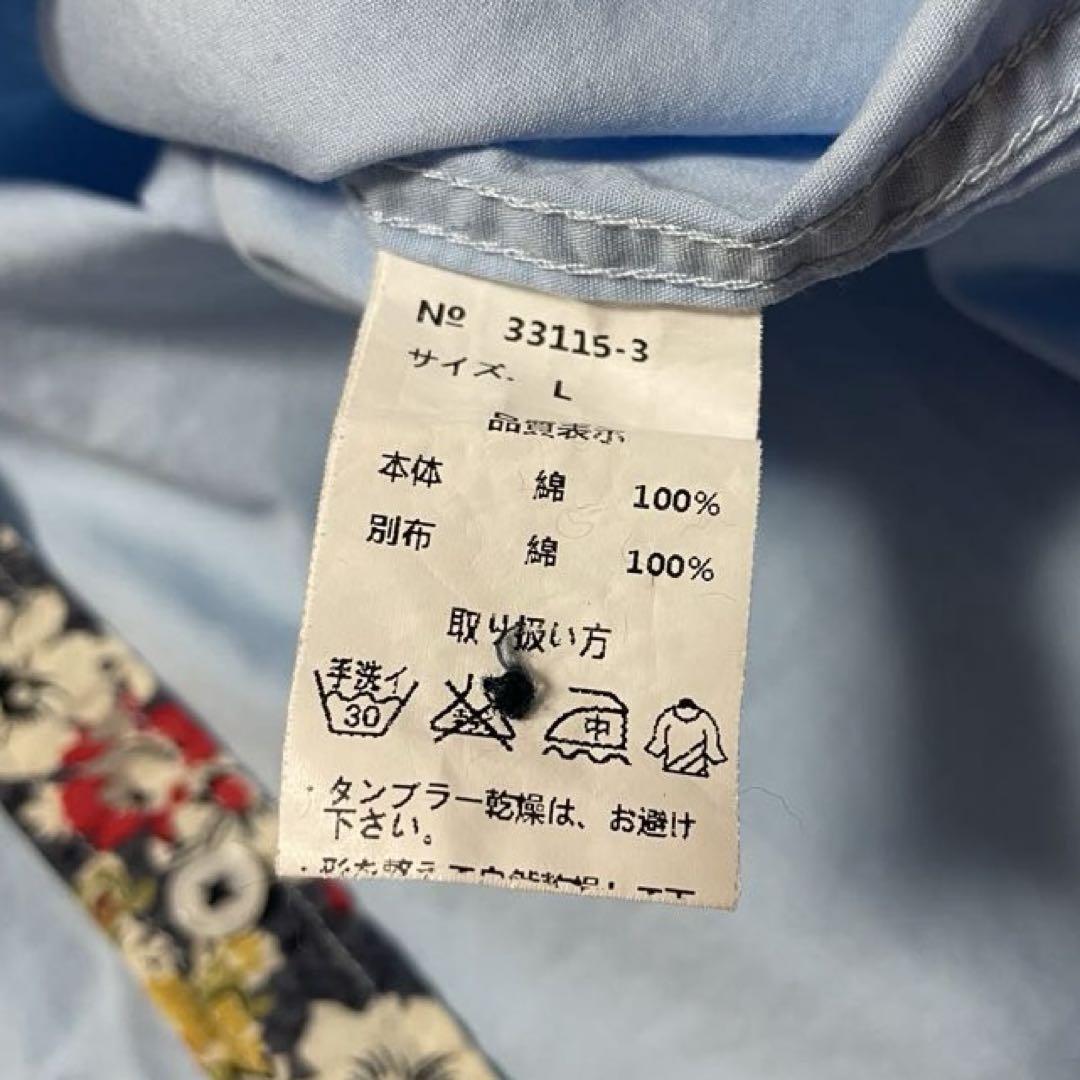 № 33115-3
サイズ. L
品質表示
本体 綿 100%
別布 綿 100%
取り扱い方
手洗イ
30
中
・タンブラー乾燥は、お避け
下さい。